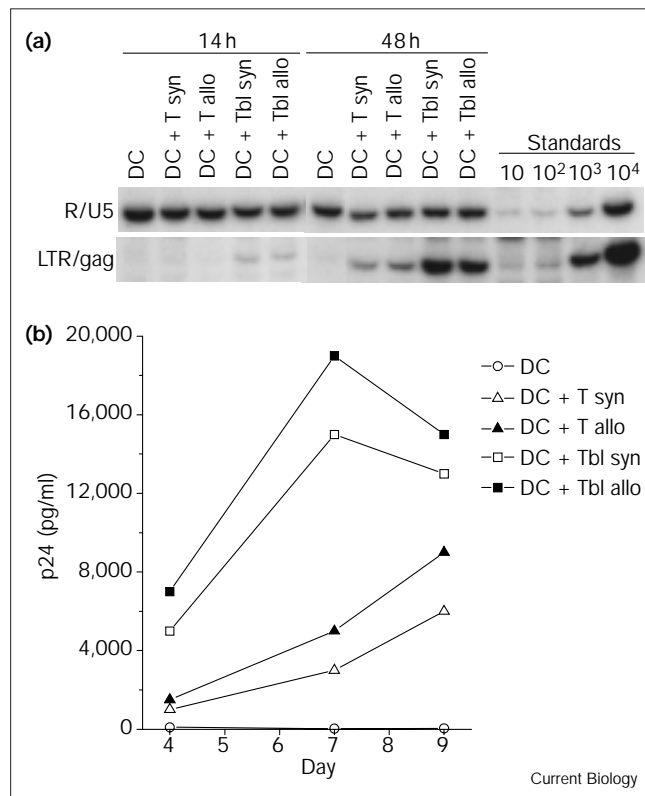 (a)
14 h 48 h
DC
DC + T syn
DC + T allo
DC + Tbl syn
DC + Tbl allo
DC
DC + T syn
DC + T allo
DC + Tbl syn
DC + Tbl allo
Standards
10 10² 10³ 10⁴
R/U5
LTR/gag
(b)
20,000
16,000
12,000
8,000
4,000
0
p24 (pg/ml)
4 5 6 7 8 9
Day
DC
DC + T syn
DC + T allo
DC + Tbl syn
DC + Tbl allo
Current Biology